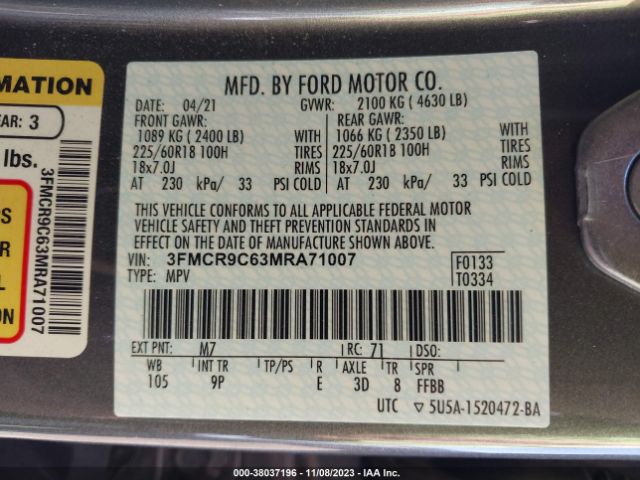 RMATION
EAR: 3
lbs.
3FMCR9C63MRA71007
PS
R
AL
ON
MFD. BY FORD MOTOR CO.
DATE: 04/21 GVWR: 2100 KG (4630 LB)
FRONT GAWR: REAR GAWR:
1089 KG (2400 LB) WITH 1066 KG (2350 LB) WITH
225/60R18 100H TIRES 225/60R18 100H TIRES
18x7.0J RIMS 18x7.0J RIMS
AT 230 kPa/ 33 PSI COLD AT 230 kPa/ 33 PSI COLD
THIS VEHICLE CONFORMS TO ALL APPLICABLE FEDERAL MOTOR
VEHICLE SAFETY AND THEFT PREVENTION STANDARDS IN
EFFECT ON THE DATE OF MANUFACTURE SHOWN ABOVE.
VIN: 3FMCR9C63MRA71007 F0133
TYPE: MPV T0334
EXT PNT: M7 RC: 71 DSO:
WB INT TR TP/PS R AXLE TR SPR
105 9P E 3D 8 FFBB
UTC ▽ 5U5A-1520472-BA
000-38037196 - 11/08/2023 - IAA Inc.